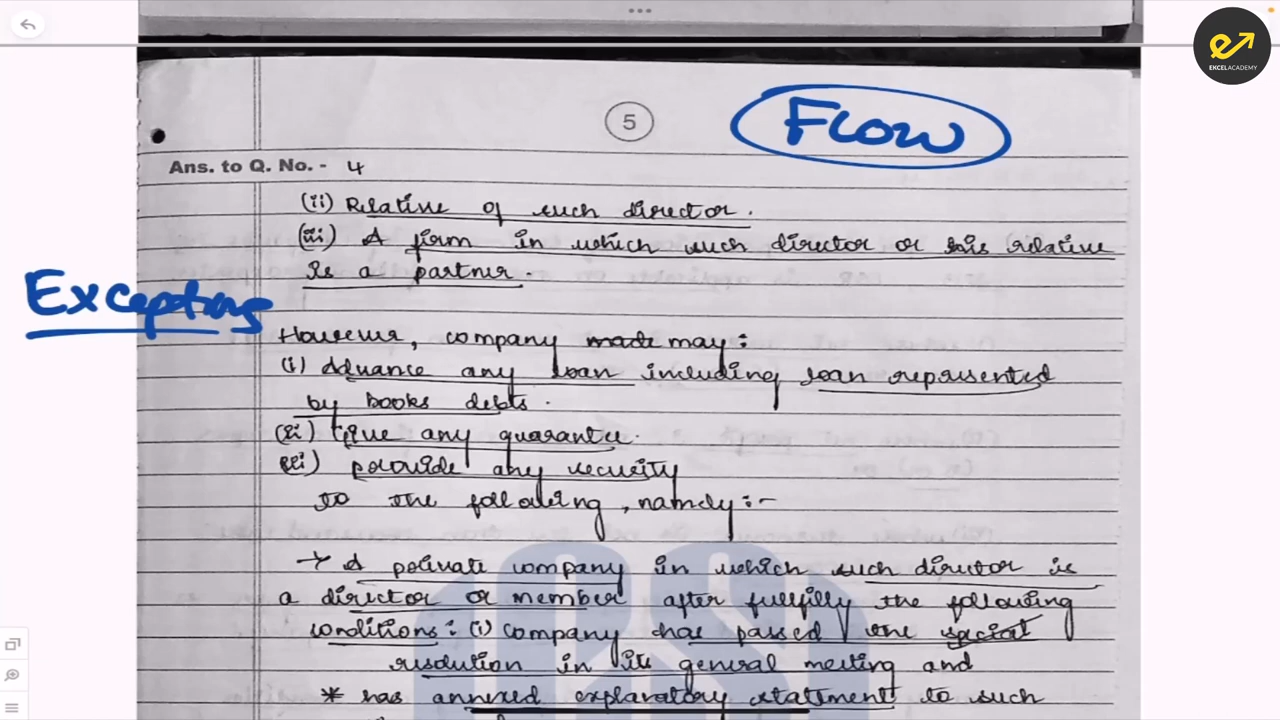 EXCELACADEMY
5
Flow
Ans. to Q. No. - 4
(ii) Relative of such director.
(iii) A firm in which such director or his relative
is a partner.
Exceptions
However, company made may:
(i) Advance any loan including loan represented
by books debts.
(ii) Give any guarantee.
(iii) provide any security
to the following, namely:-
→ A private company in which such director is
a director or member after fullfilly the following
conditions: (i) company has passed the special
resolution in its general meeting and
* has annexed explanatory statement to such